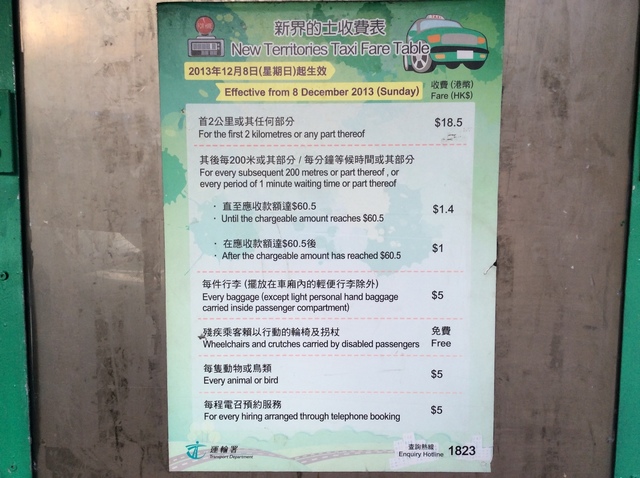 新界的士收費表
New Territories Taxi Fare Table
2013年12月8日(星期日)起生效
Effective from 8 December 2013 (Sunday)
收費 (港幣)
Fare (HK$)
首2公里或其任何部分
For the first 2 kilometres or any part thereof
$18.5
其後每200米或其部分 / 每分鐘等候時間或其部分
For every subsequent 200 metres or part thereof , or
every period of 1 minute waiting time or part thereof
· 直至應收款額達$60.5
· Until the chargeable amount reaches $60.5
$1.4
· 在應收款額達$60.5後
· After the chargeable amount has reached $60.5
$1
每件行李 (擺放在車廂內的輕便行李除外)
Every baggage (except light personal hand baggage
carried inside passenger compartment)
$5
殘疾乘客賴以行動的輪椅及拐杖
Wheelchairs and crutches carried by disabled passengers
免費
Free
每隻動物或鳥類
Every animal or bird
$5
每程電召預約服務
For every hiring arranged through telephone booking
$5
運輸署
Transport Department
查詢熱線
Enquiry Hotline
1823